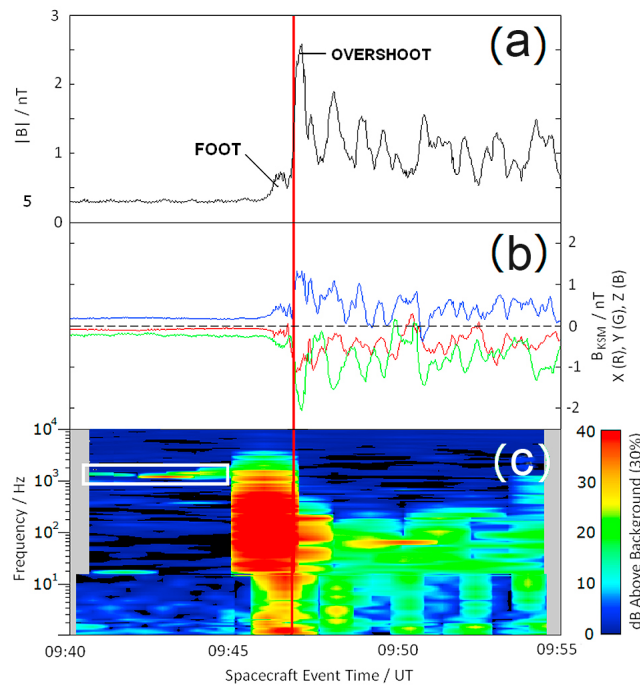 3
(a)
OVERSHOOT
2
|B| / nT
FOOT
1
5
0
(b)
2
1
0
-1
-2
B_KSM / nT
X (R), Y (G), Z (B)
10^4
(c)
40
10^3
30
10^2
20
10^1
10
0
Frequency / Hz
dB Above Background (30%)
09:40 09:45 09:50 09:55
Spacecraft Event Time / UT